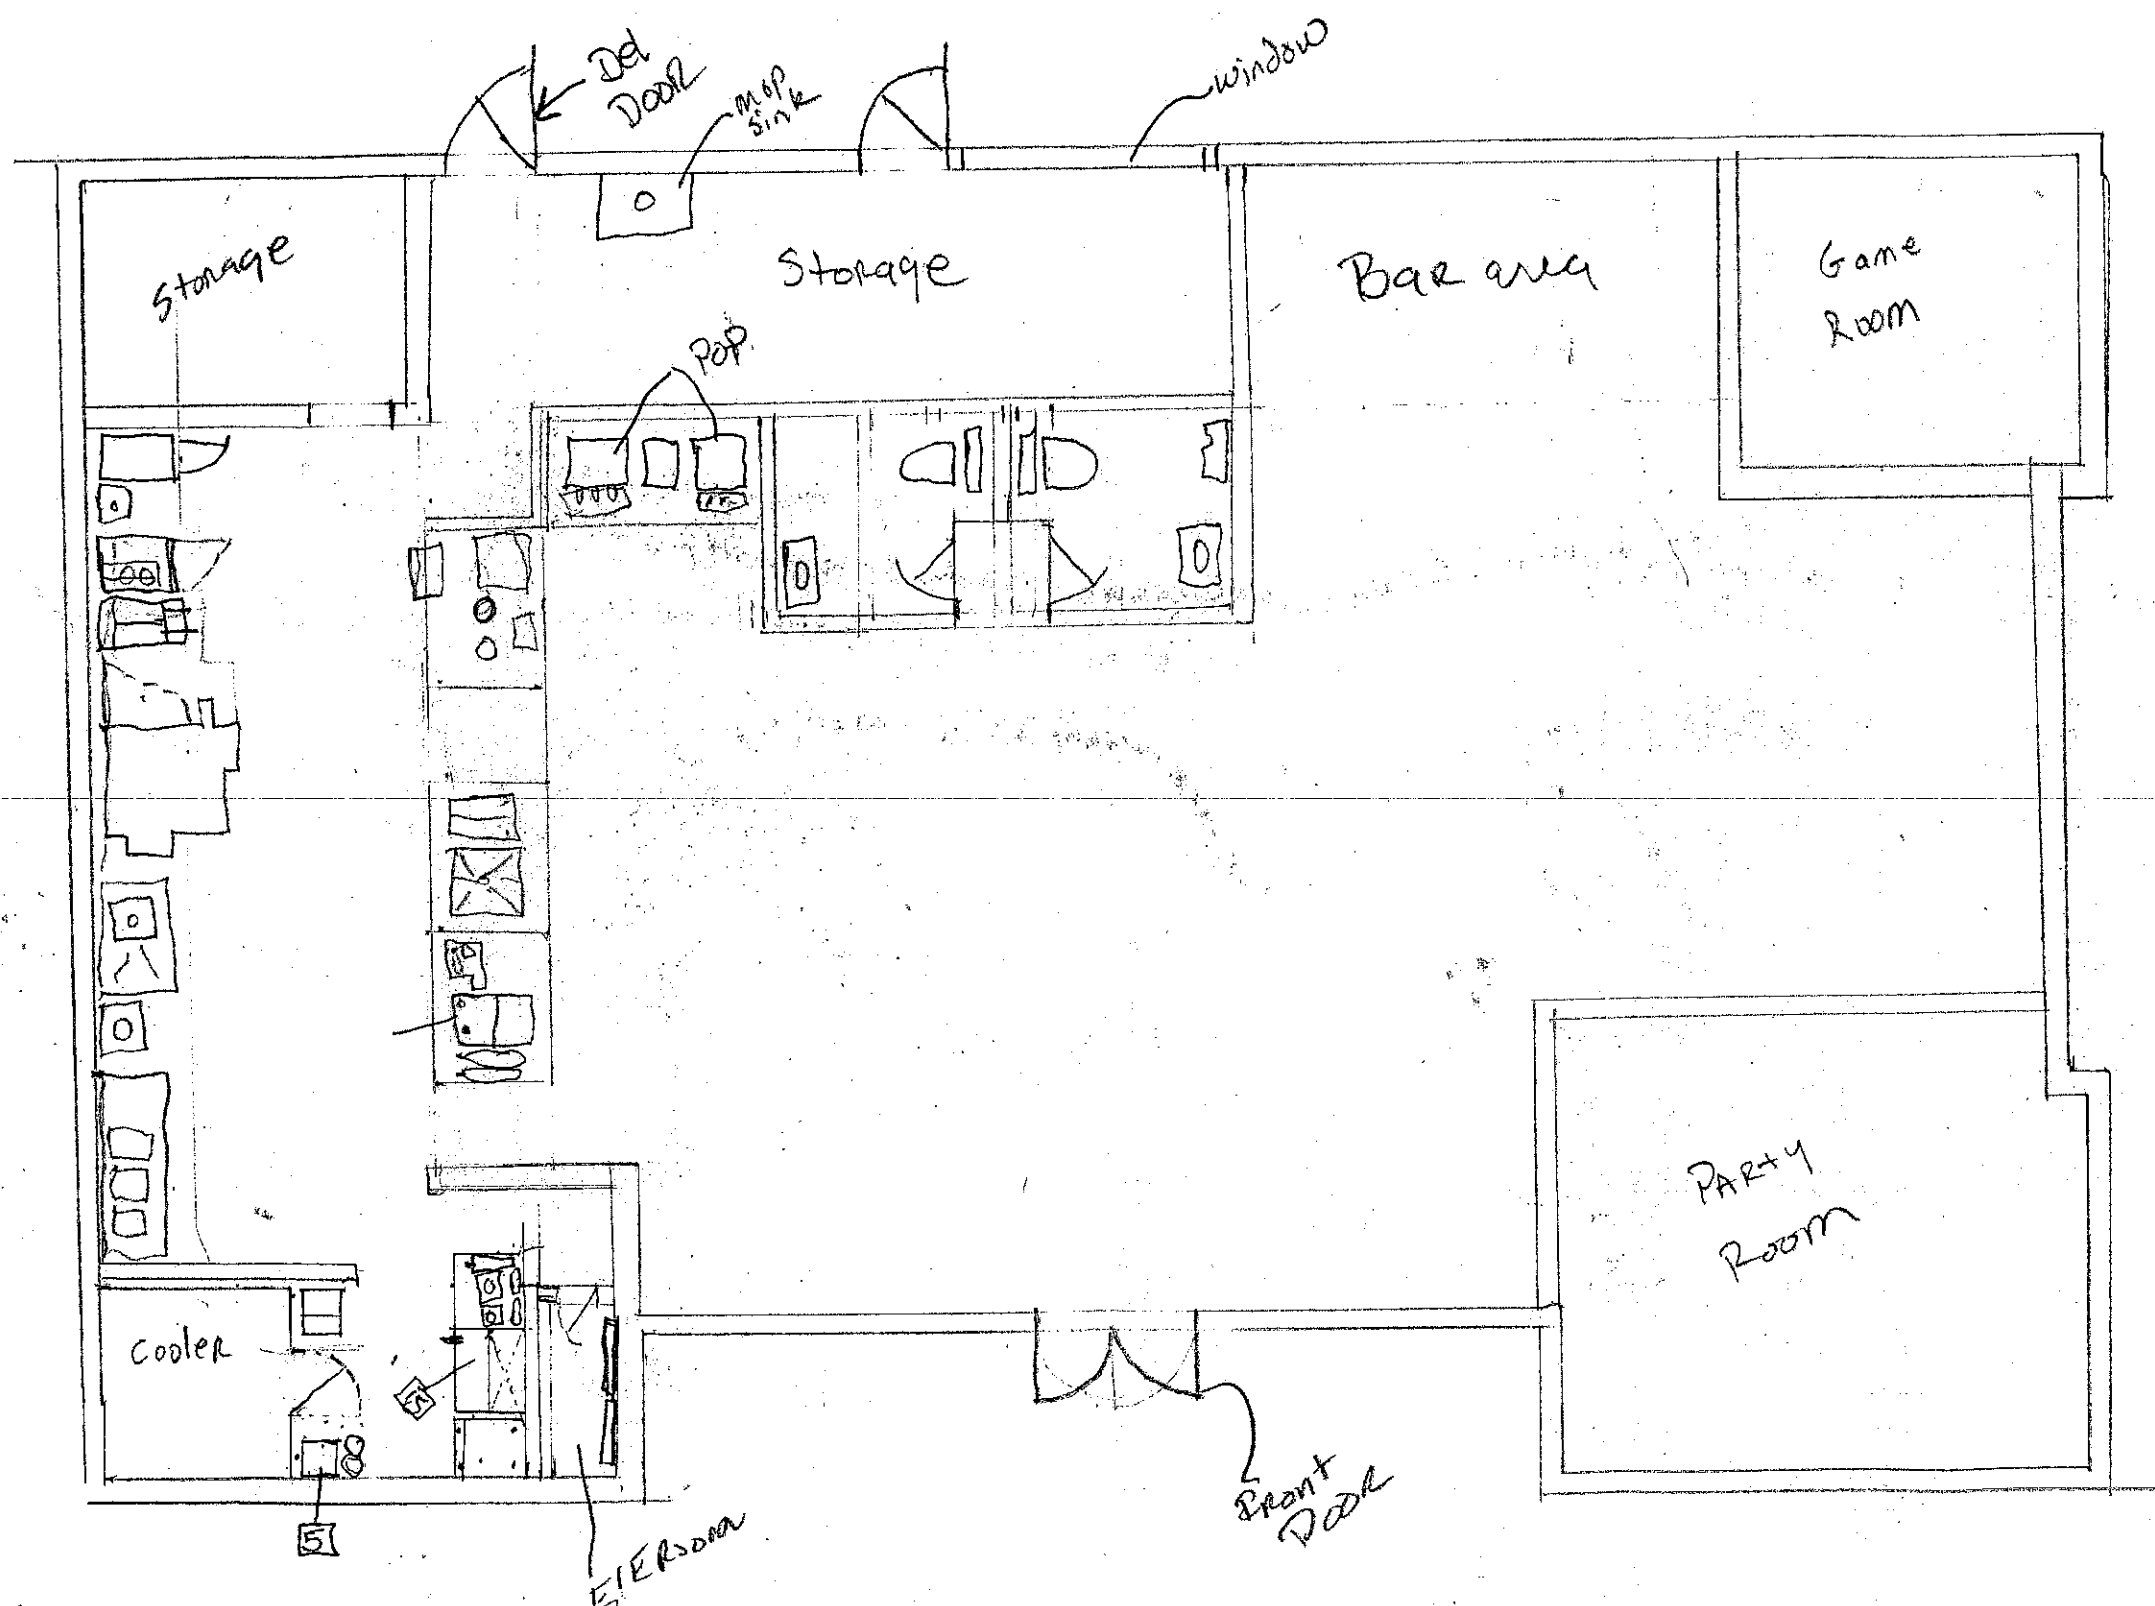 Del
DOOR
mop
sink
window
Storage
Storage
Bar area
Game
Room
Pop.
PARTY
Room
Cooler
5
5
Front
DOOR